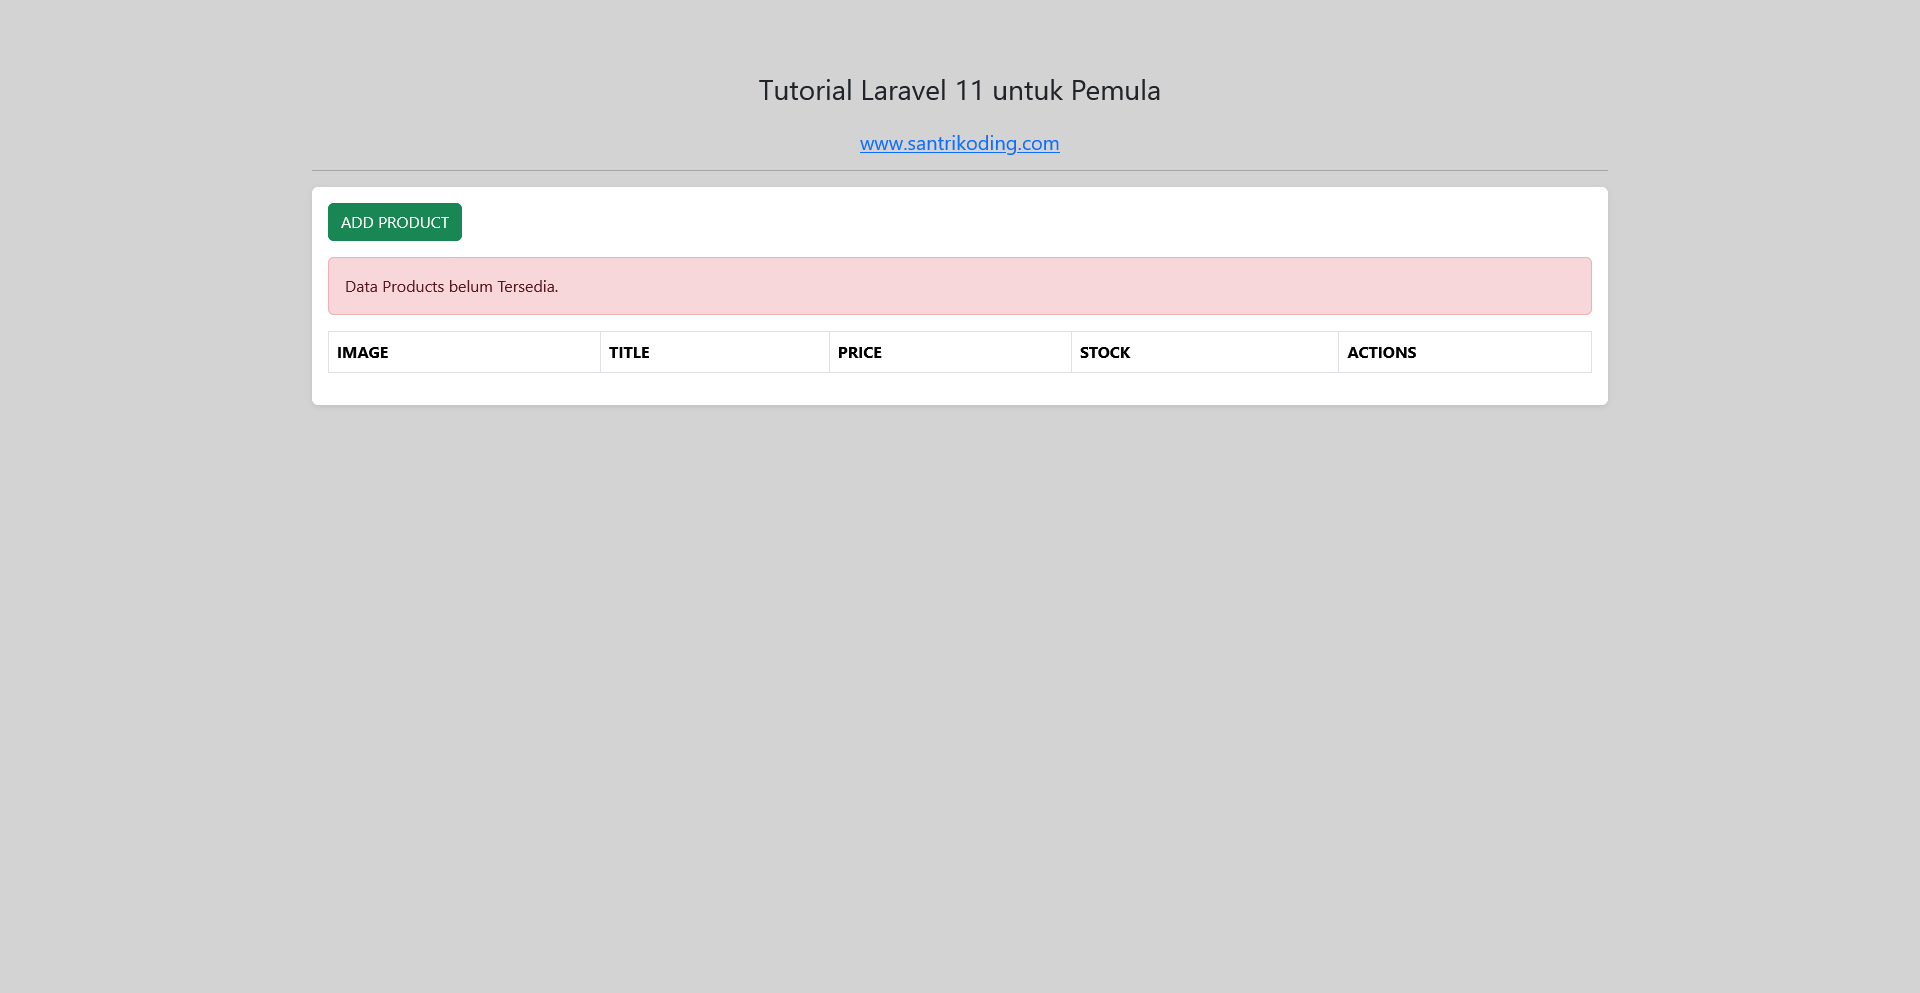 Tutorial Laravel 11 untuk Pemula
www.santrikoding.com
ADD PRODUCT
Data Products belum Tersedia.
IMAGE TITLE PRICE STOCK ACTIONS